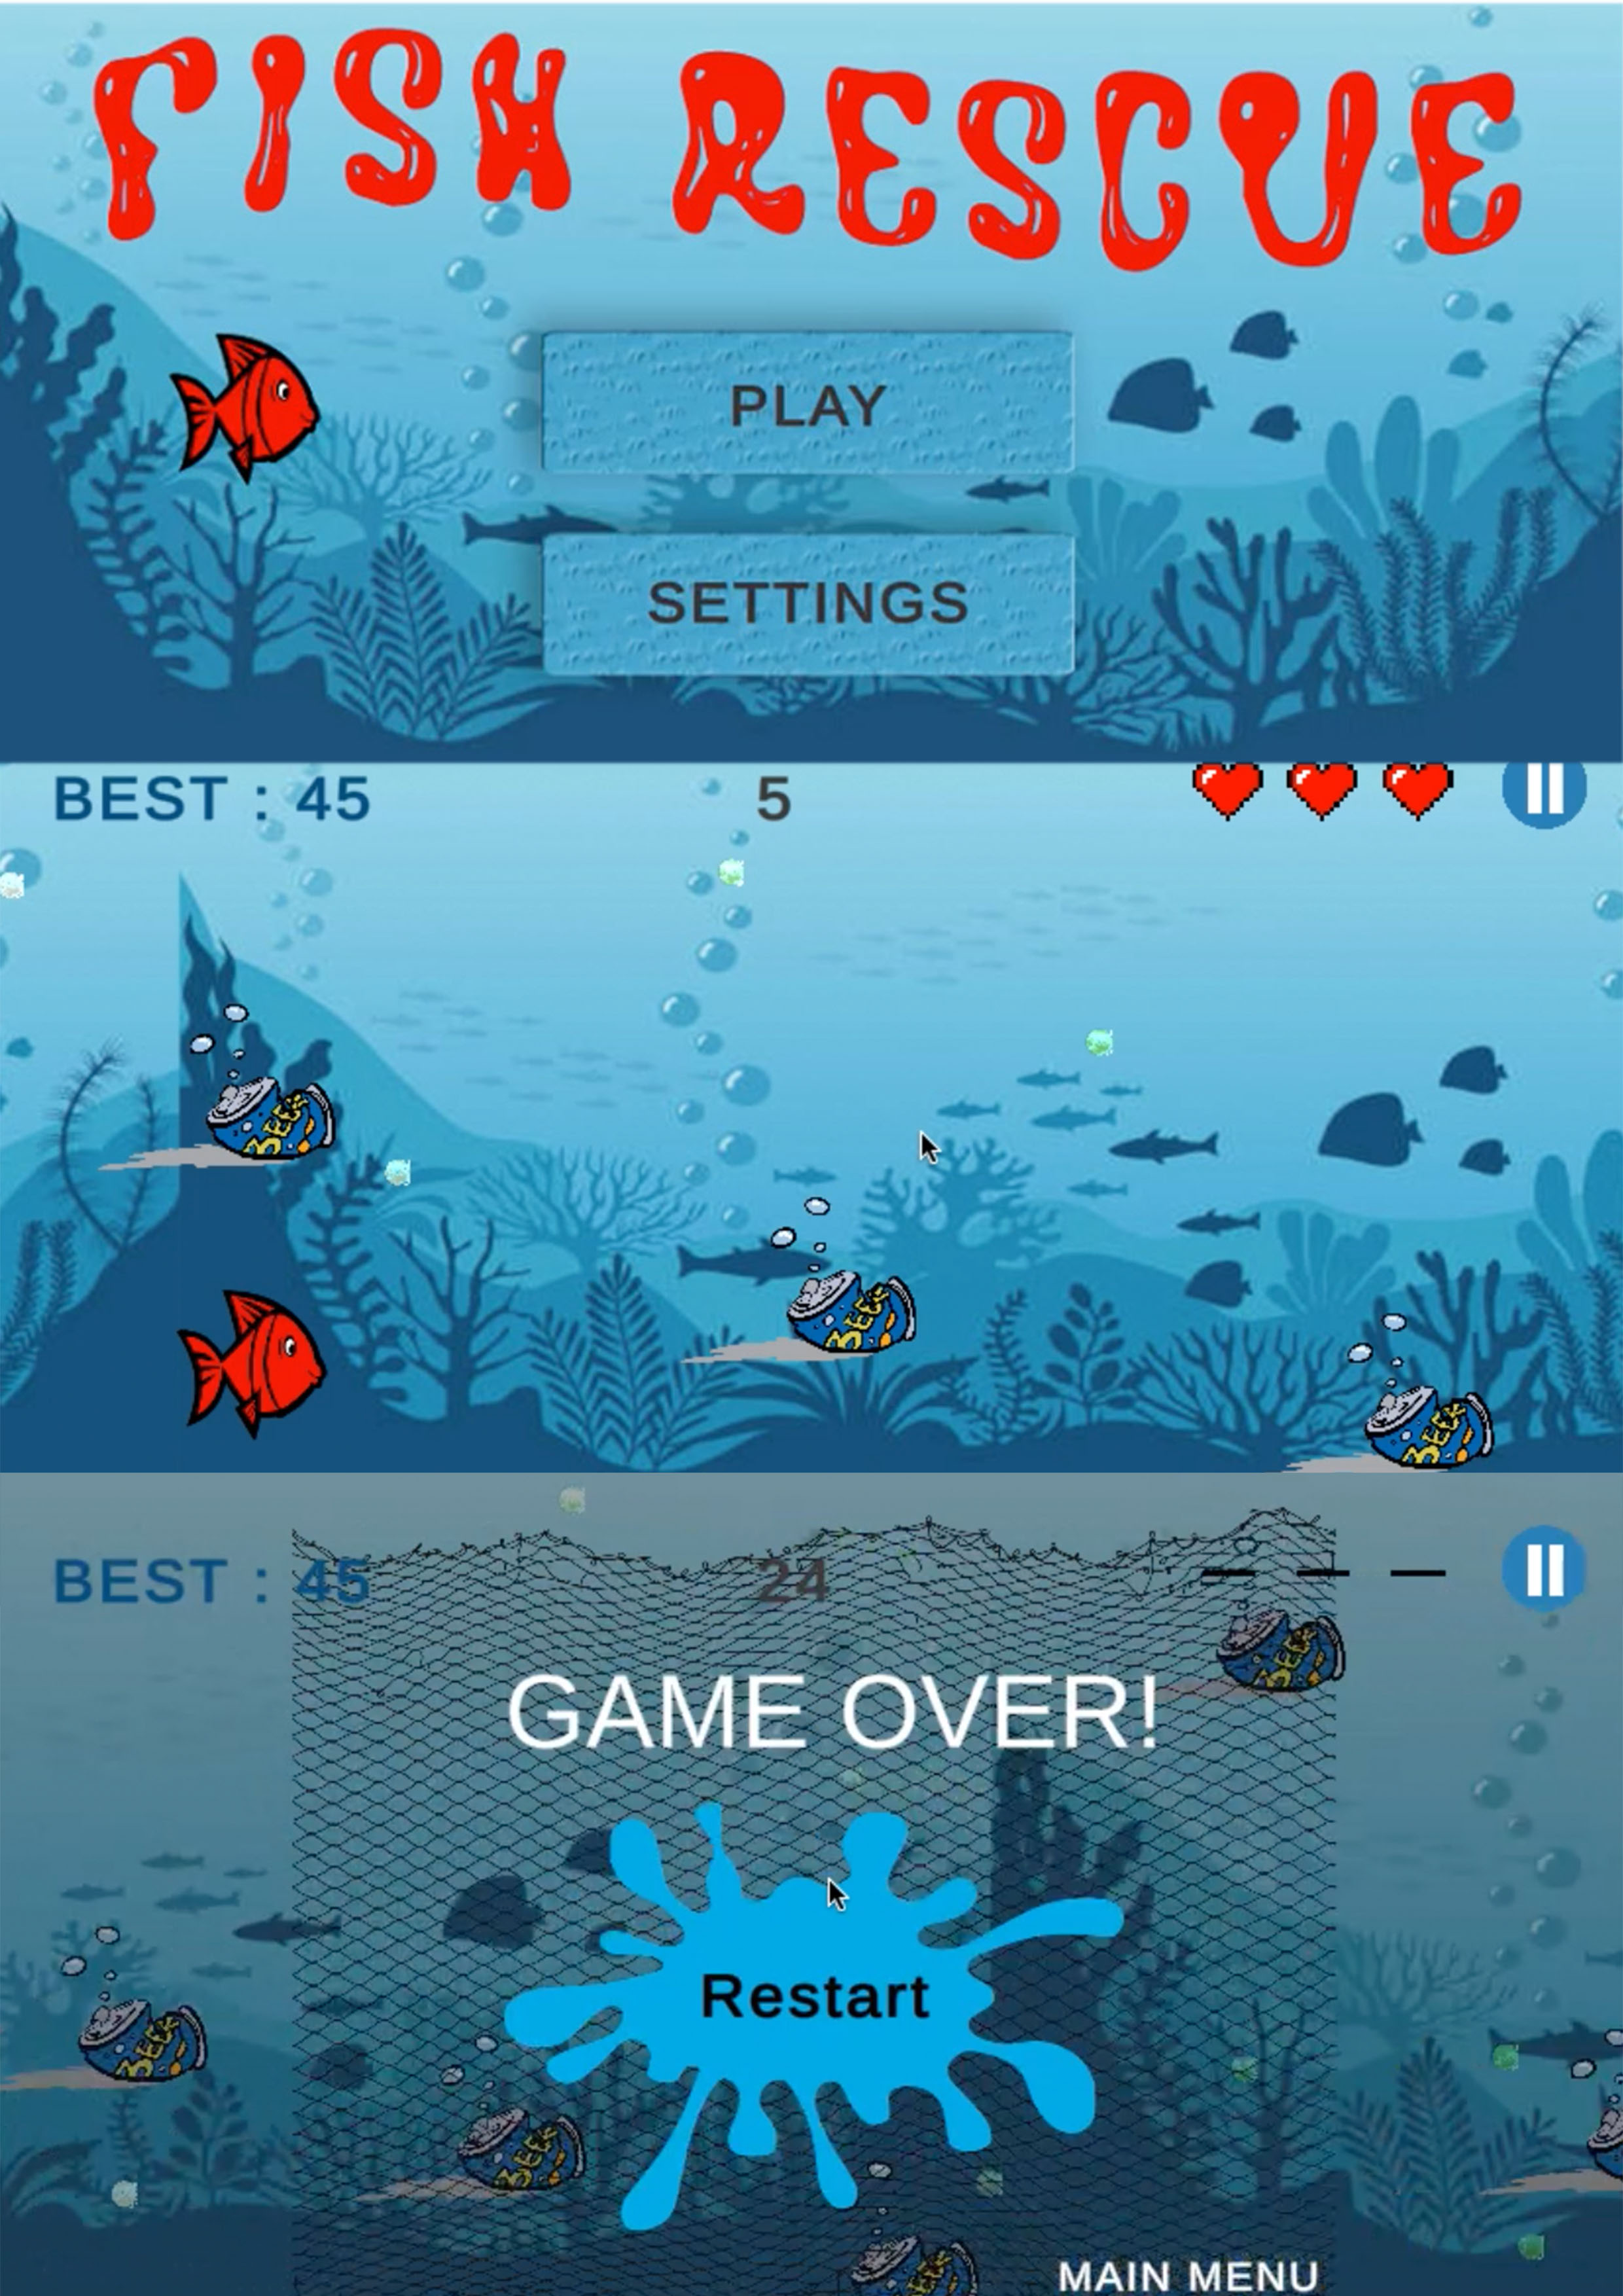 FISH RESCUE
PLAY
SETTINGS
BEST : 45 5
BEER
BEER
BEER
BEST : 45 24
BEER
GAME OVER!
Restart
BEER
BEER
BEER
MAIN MENU